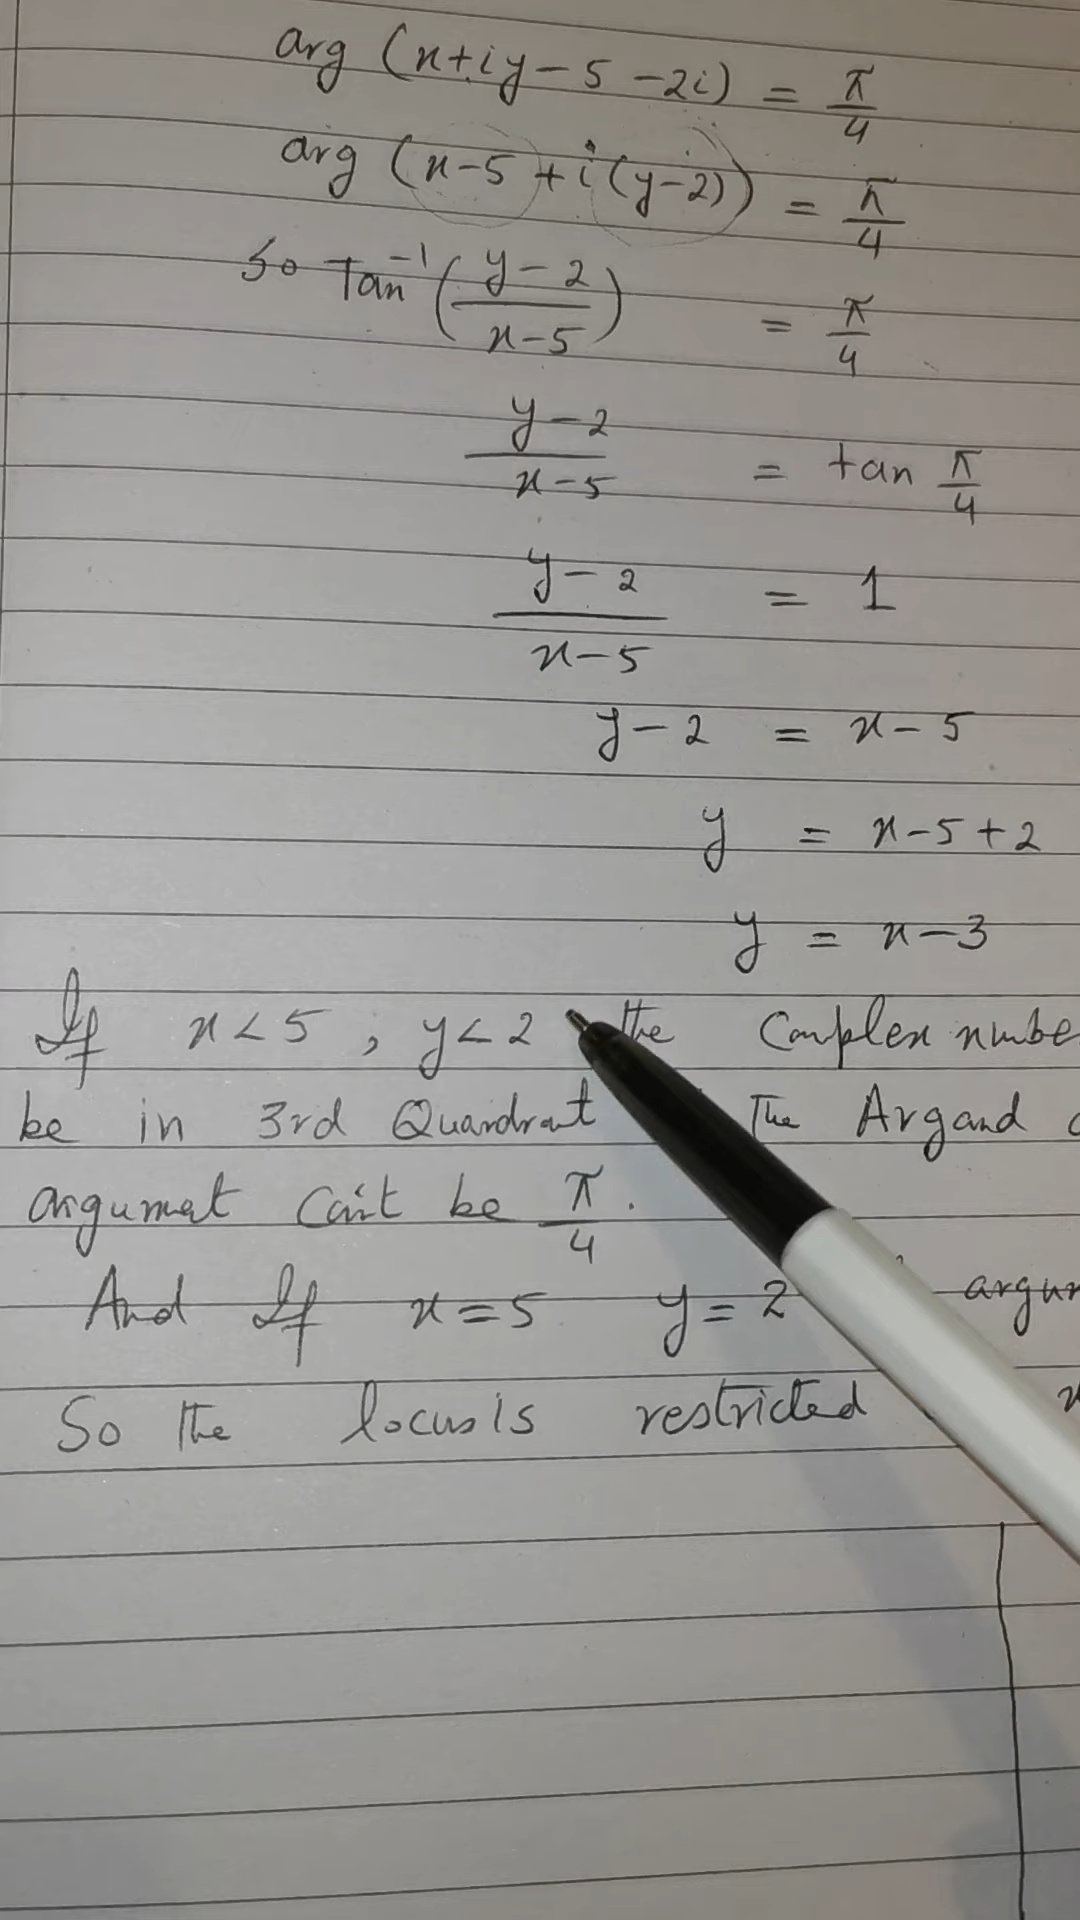 arg (x+iy-5-2i) = π/4
arg (x-5+i(y-2)) = π/4
So Tan⁻¹((y-2)/(x-5)) = π/4
(y-2)/(x-5) = tan π/4
(y-2)/(x-5) = 1
y-2 = x-5
y = x-5+2
y = x-3
If x<5, y<2 the Complex numbe
be in 3rd Quadrant The Argand
argumet Can't be π/4.
And If x=5 y=2 argum
So the locus is restricted x